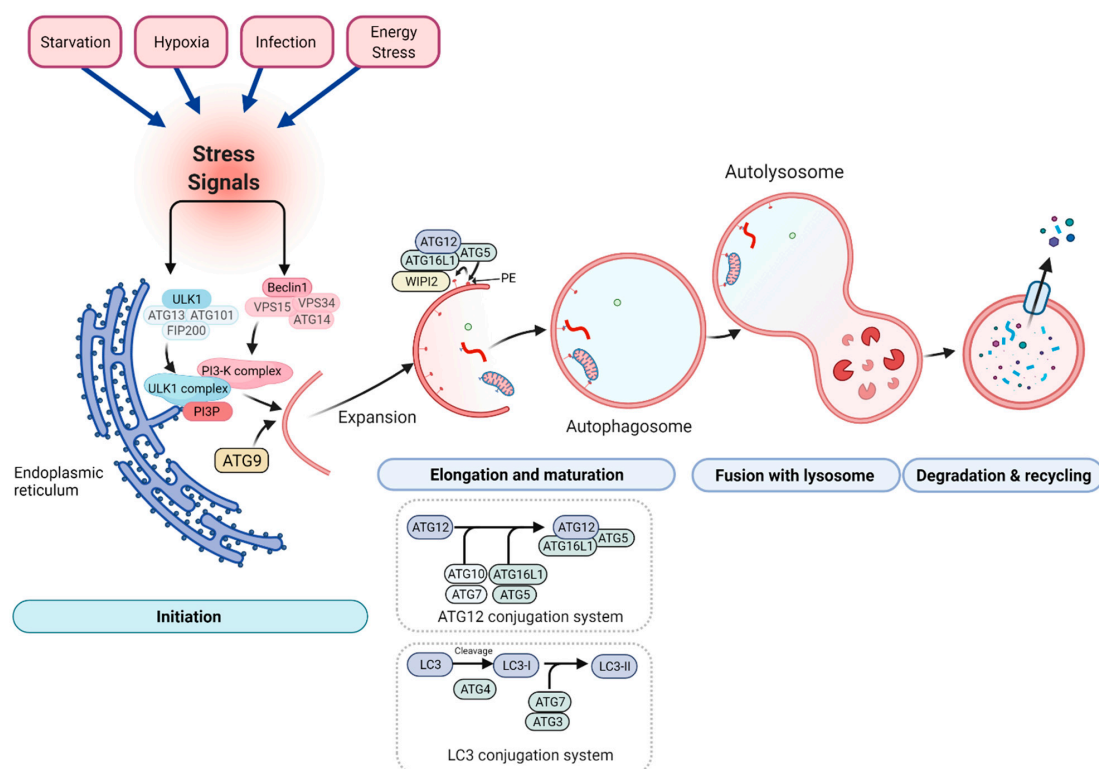 Starvation
Hypoxia
Infection
Energy
Stress
Stress
Signals
ULK1
ATG13 ATG101
FIP200
Beclin1
VPS15 VPS34
ATG14
PI3-K complex
ULK1 complex
PI3P
ATG9
Endoplasmic
reticulum
Expansion
Initiation
ATG12
ATG16L1 ATG5
WIPI2
PE
Autophagosome
Autolysosome
Elongation and maturation
Fusion with lysosome
Degradation & recycling
ATG12
ATG10
ATG7
ATG16L1
ATG5
ATG12
ATG16L1 ATG5
ATG12 conjugation system
LC3
Cleavage
LC3-I
LC3-II
ATG4
ATG7
ATG3
LC3 conjugation system